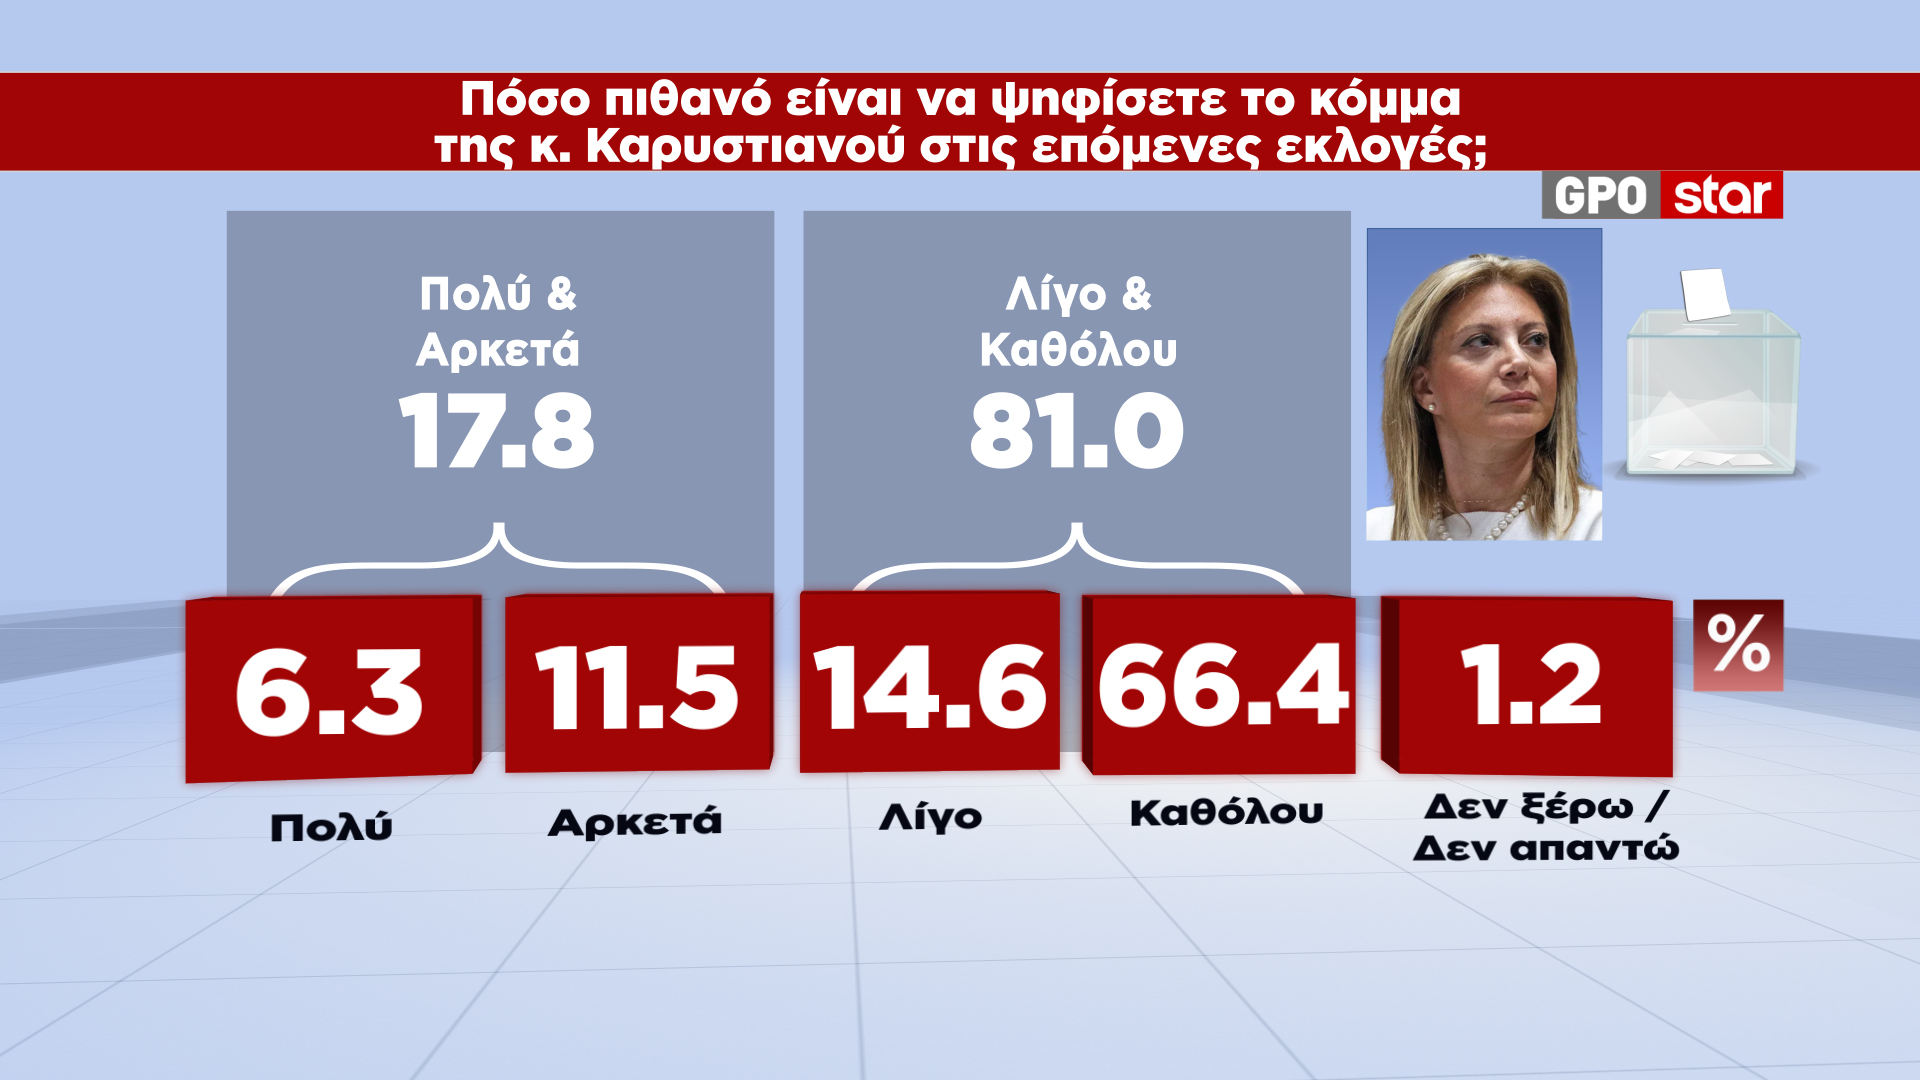 Πόσο πιθανό είναι να ψηφίσετε το κόμμα
της κ. Καρυστιανού στις επόμενες εκλογές;
GPO star
Πολύ &
Αρκετά
17.8
Λίγο &
Καθόλου
81.0
6.3
11.5
14.6
66.4
1.2
%
Πολύ
Αρκετά
Λίγο
Καθόλου
Δεν ξέρω /
Δεν απαντώ